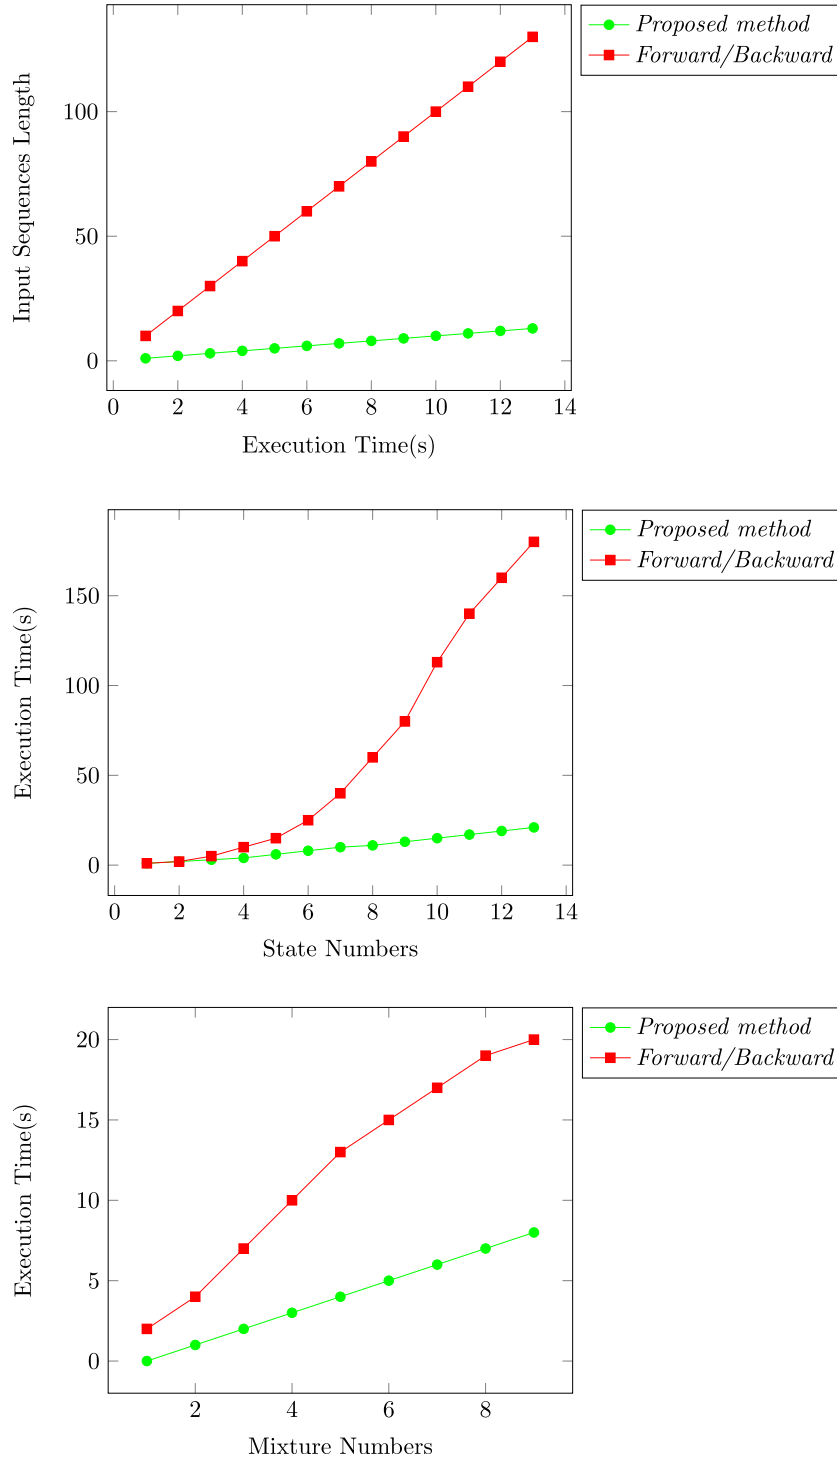 Proposed method
Forward/Backward
Input Sequences Length
100
50
0
0 2 4 6 8 10 12 14
Execution Time(s)
Proposed method
Forward/Backward
Execution Time(s)
150
100
50
0
0 2 4 6 8 10 12 14
State Numbers
Proposed method
Forward/Backward
Execution Time(s)
20
15
10
5
0
2 4 6 8
Mixture Numbers